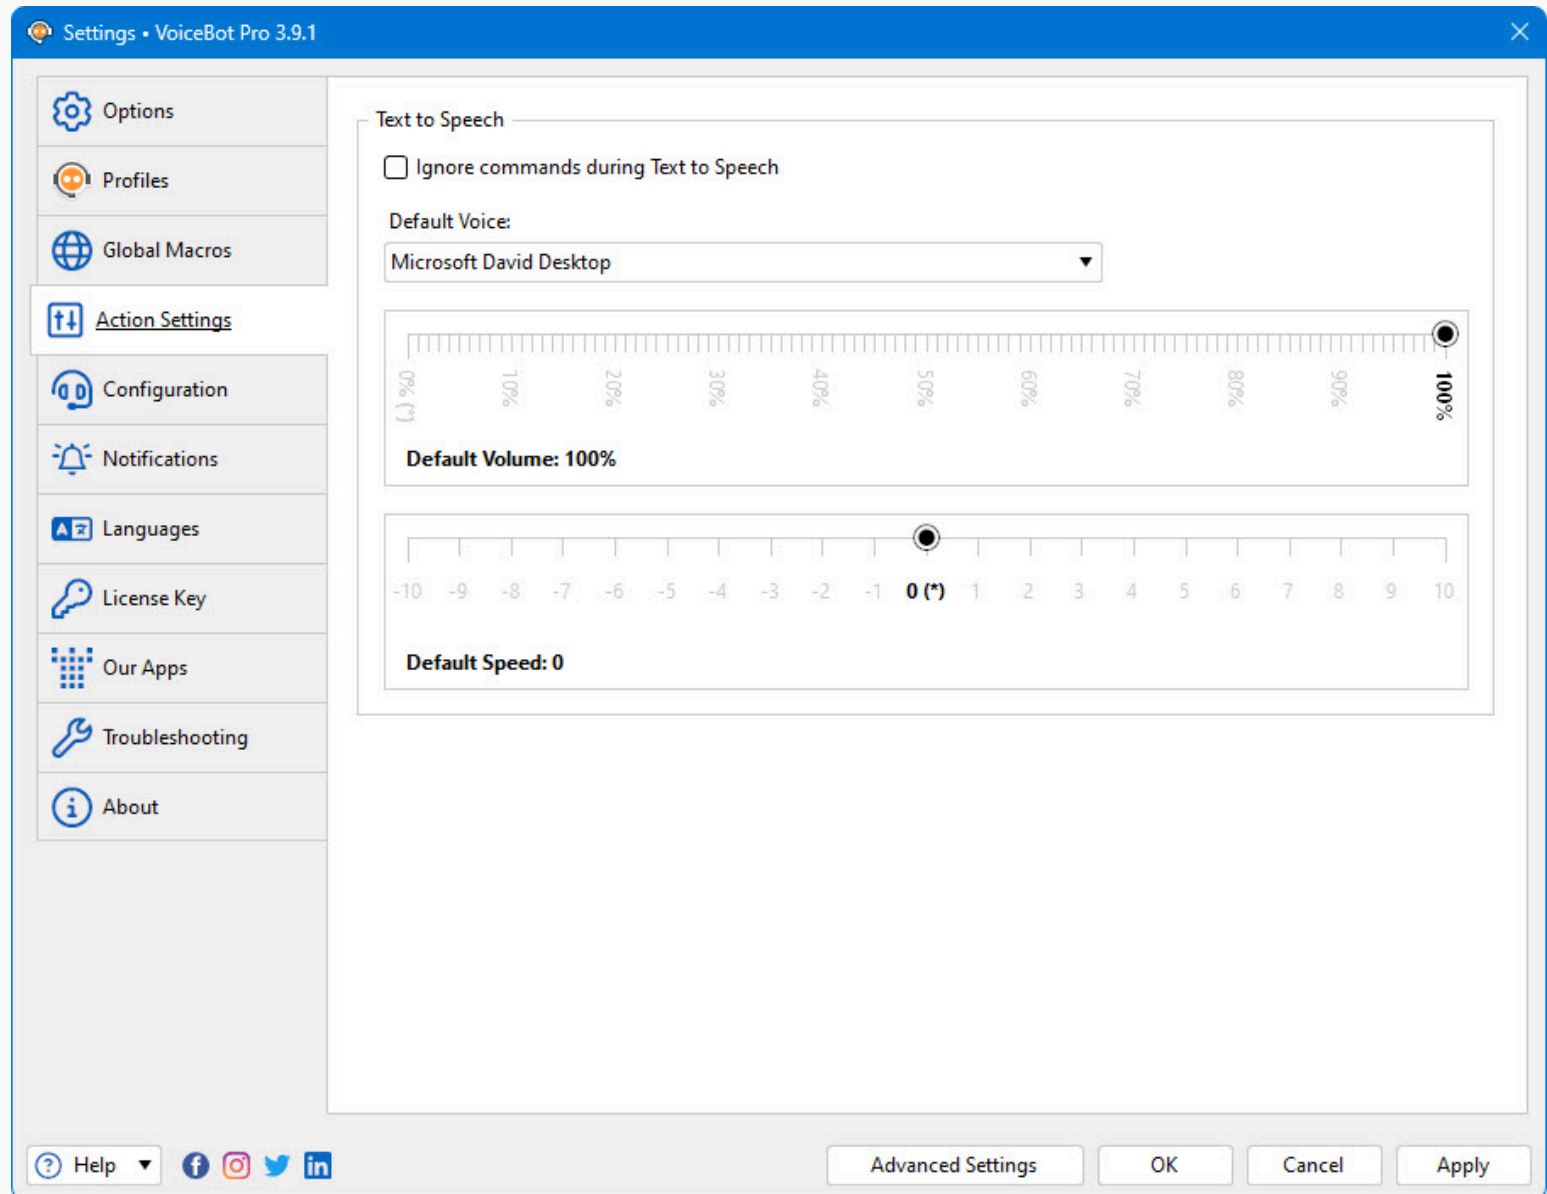 Settings • VoiceBot Pro 3.9.1
Options
Profiles
Global Macros
Action Settings
Configuration
Notifications
Languages
License Key
Our Apps
Troubleshooting
About
Text to Speech
Ignore commands during Text to Speech
Default Voice:
Microsoft David Desktop
0% (*) 10% 20% 30% 40% 50% 60% 70% 80% 90% 100%
Default Volume: 100%
-10 -9 -8 -7 -6 -5 -4 -3 -2 -1 0 (*) 1 2 3 4 5 6 7 8 9 10
Default Speed: 0
Help Advanced Settings OK Cancel Apply